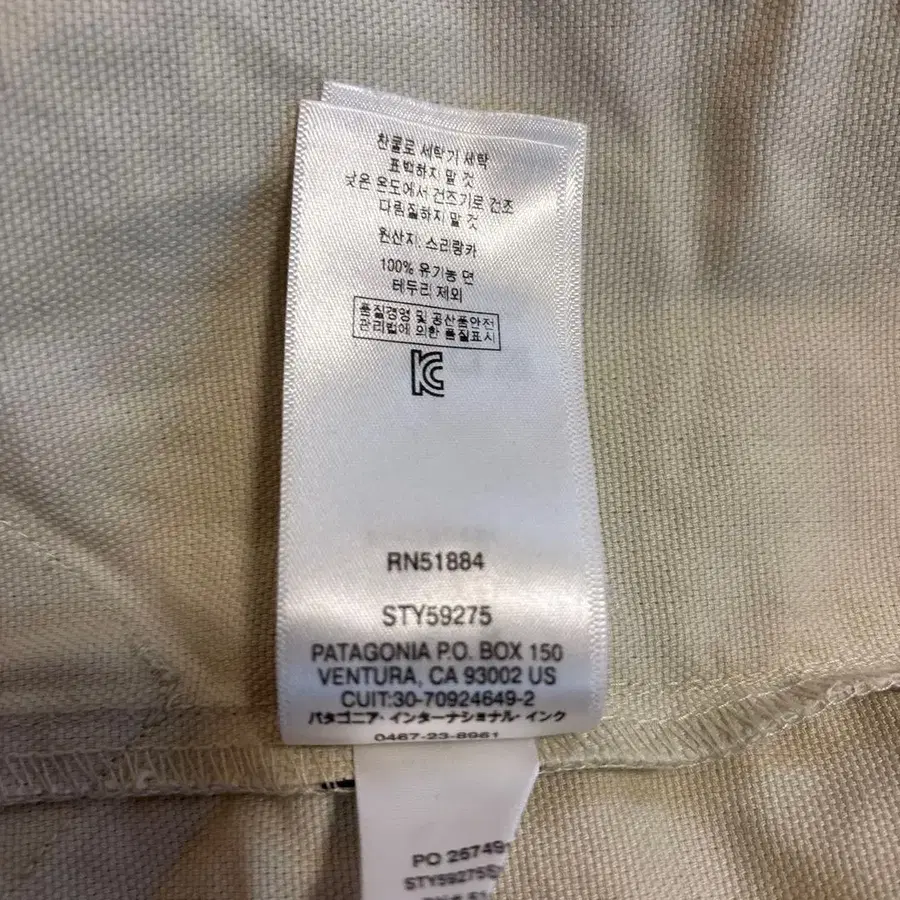 찬물로 세탁기 세탁
표백하지 말 것
낮은 온도에서 건조기로 건조
다림질하지 말 것
원산지: 스리랑카
100% 유기농 면
테두리 제외
품질경영 및 공산품안전
관리법에 의한 품질표시
RN51884
STY59275
PATAGONIA P.O. BOX 150
VENTURA, CA 93002 US
CUIT:30-70924649-2
パタゴニア・インターナショナル・インク
0467-23-8961
PO 26749
STY59275